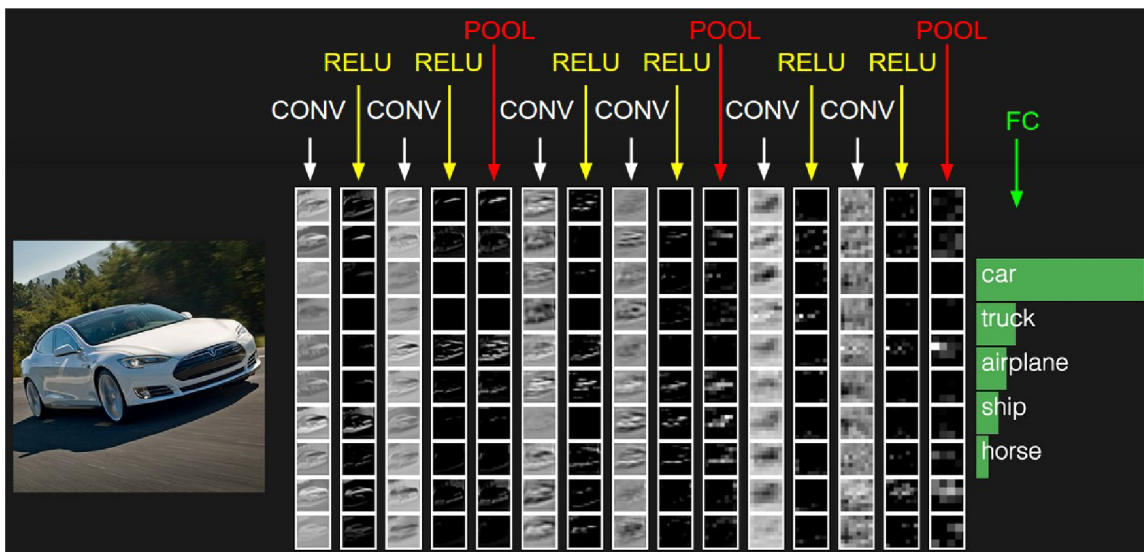 POOL POOL POOL
RELU RELU RELU RELU RELU RELU
CONV CONV CONV CONV CONV CONV
FC
car
truck
airplane
ship
horse